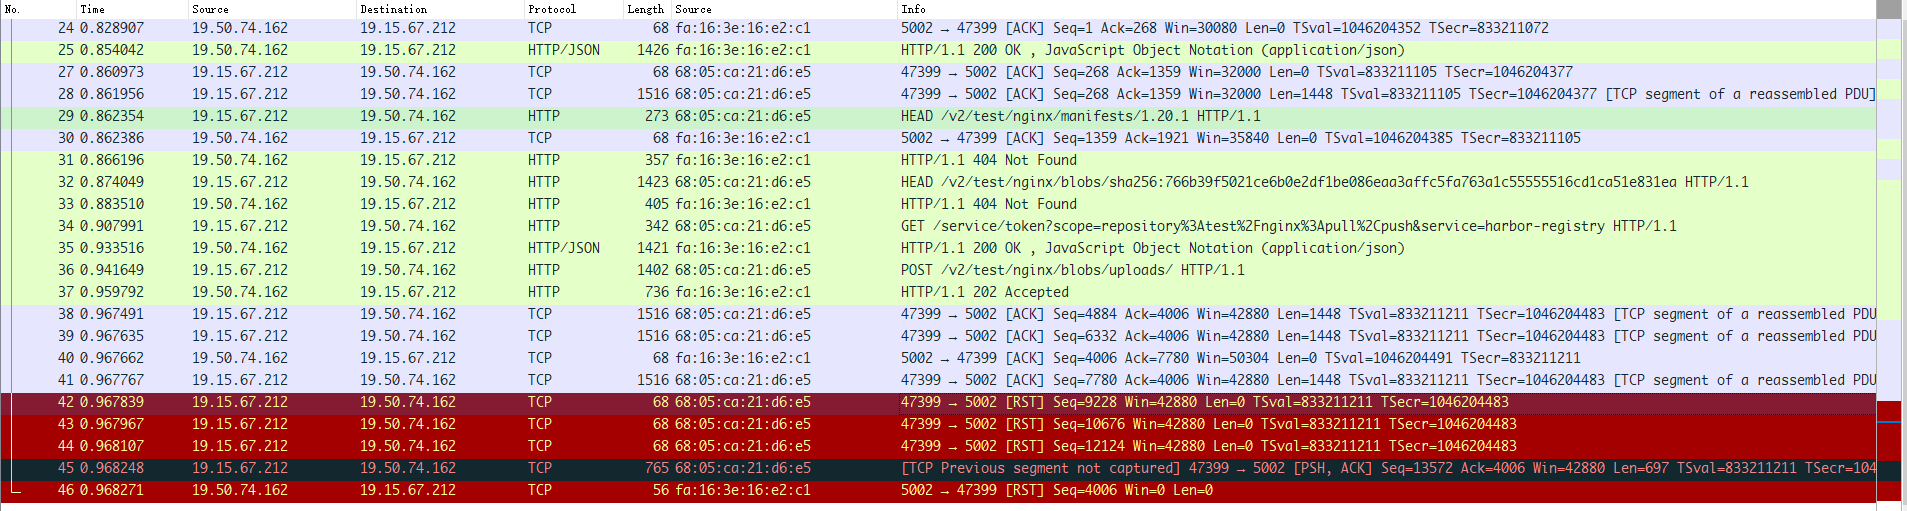 No. Time Source Destination Protocol Length Source Info
24 0.828907 19.50.74.162 19.15.67.212 TCP 68 fa:16:3e:16:e2:c1 5002 → 47399 [ACK] Seq=1 Ack=268 Win=30080 Len=0 TSval=1046204352 TSecr=833211072
25 0.854042 19.50.74.162 19.15.67.212 HTTP/JSON 1426 fa:16:3e:16:e2:c1 HTTP/1.1 200 OK , JavaScript Object Notation (application/json)
27 0.860973 19.15.67.212 19.50.74.162 TCP 68 68:05:ca:21:d6:e5 47399 → 5002 [ACK] Seq=268 Ack=1359 Win=32000 Len=0 TSval=833211105 TSecr=1046204377
28 0.861956 19.15.67.212 19.50.74.162 TCP 1516 68:05:ca:21:d6:e5 47399 → 5002 [ACK] Seq=268 Ack=1359 Win=32000 Len=1448 TSval=833211105 TSecr=1046204377 [TCP segment of a reassembled PDU]
29 0.862354 19.15.67.212 19.50.74.162 HTTP 273 68:05:ca:21:d6:e5 HEAD /v2/test/nginx/manifests/1.20.1 HTTP/1.1
30 0.862386 19.50.74.162 19.15.67.212 TCP 68 fa:16:3e:16:e2:c1 5002 → 47399 [ACK] Seq=1359 Ack=1921 Win=35840 Len=0 TSval=1046204385 TSecr=833211105
31 0.866196 19.50.74.162 19.15.67.212 HTTP 357 fa:16:3e:16:e2:c1 HTTP/1.1 404 Not Found
32 0.874049 19.15.67.212 19.50.74.162 HTTP 1423 68:05:ca:21:d6:e5 HEAD /v2/test/nginx/blobs/sha256:766b39f5021ce6b0e2df1be086eaa3affc5fa763a1c55555516cd1ca51e831ea HTTP/1.1
33 0.883510 19.50.74.162 19.15.67.212 HTTP 405 fa:16:3e:16:e2:c1 HTTP/1.1 404 Not Found
34 0.907991 19.15.67.212 19.50.74.162 HTTP 342 68:05:ca:21:d6:e5 GET /service/token?scope=repository%3Atest%2Fnginx%3Apull%2Cpush&service=harbor-registry HTTP/1.1
35 0.933516 19.50.74.162 19.15.67.212 HTTP/JSON 1421 fa:16:3e:16:e2:c1 HTTP/1.1 200 OK , JavaScript Object Notation (application/json)
36 0.941649 19.15.67.212 19.50.74.162 HTTP 1402 68:05:ca:21:d6:e5 POST /v2/test/nginx/blobs/uploads/ HTTP/1.1
37 0.959792 19.50.74.162 19.15.67.212 HTTP 736 fa:16:3e:16:e2:c1 HTTP/1.1 202 Accepted
38 0.967491 19.15.67.212 19.50.74.162 TCP 1516 68:05:ca:21:d6:e5 47399 → 5002 [ACK] Seq=4884 Ack=4006 Win=42880 Len=1448 TSval=833211211 TSecr=1046204483 [TCP segment of a reassembled PDU
39 0.967635 19.15.67.212 19.50.74.162 TCP 1516 68:05:ca:21:d6:e5 47399 → 5002 [ACK] Seq=6332 Ack=4006 Win=42880 Len=1448 TSval=833211211 TSecr=1046204483 [TCP segment of a reassembled PDU
40 0.967662 19.50.74.162 19.15.67.212 TCP 68 fa:16:3e:16:e2:c1 5002 → 47399 [ACK] Seq=4006 Ack=7780 Win=50304 Len=0 TSval=1046204491 TSecr=833211211
41 0.967767 19.15.67.212 19.50.74.162 TCP 1516 68:05:ca:21:d6:e5 47399 → 5002 [ACK] Seq=7780 Ack=4006 Win=42880 Len=1448 TSval=833211211 TSecr=1046204483 [TCP segment of a reassembled PDU
42 0.967839 19.15.67.212 19.50.74.162 TCP 68 68:05:ca:21:d6:e5 47399 → 5002 [RST] Seq=9228 Win=42880 Len=0 TSval=833211211 TSecr=1046204483
43 0.967967 19.15.67.212 19.50.74.162 TCP 68 68:05:ca:21:d6:e5 47399 → 5002 [RST] Seq=10676 Win=42880 Len=0 TSval=833211211 TSecr=1046204483
44 0.968107 19.15.67.212 19.50.74.162 TCP 68 68:05:ca:21:d6:e5 47399 → 5002 [RST] Seq=12124 Win=42880 Len=0 TSval=833211211 TSecr=1046204483
45 0.968248 19.15.67.212 19.50.74.162 TCP 765 68:05:ca:21:d6:e5 [TCP Previous segment not captured] 47399 → 5002 [PSH, ACK] Seq=13572 Ack=4006 Win=42880 Len=697 TSval=833211211 TSecr=104
46 0.968271 19.50.74.162 19.15.67.212 TCP 56 fa:16:3e:16:e2:c1 5002 → 47399 [RST] Seq=4006 Win=0 Len=0